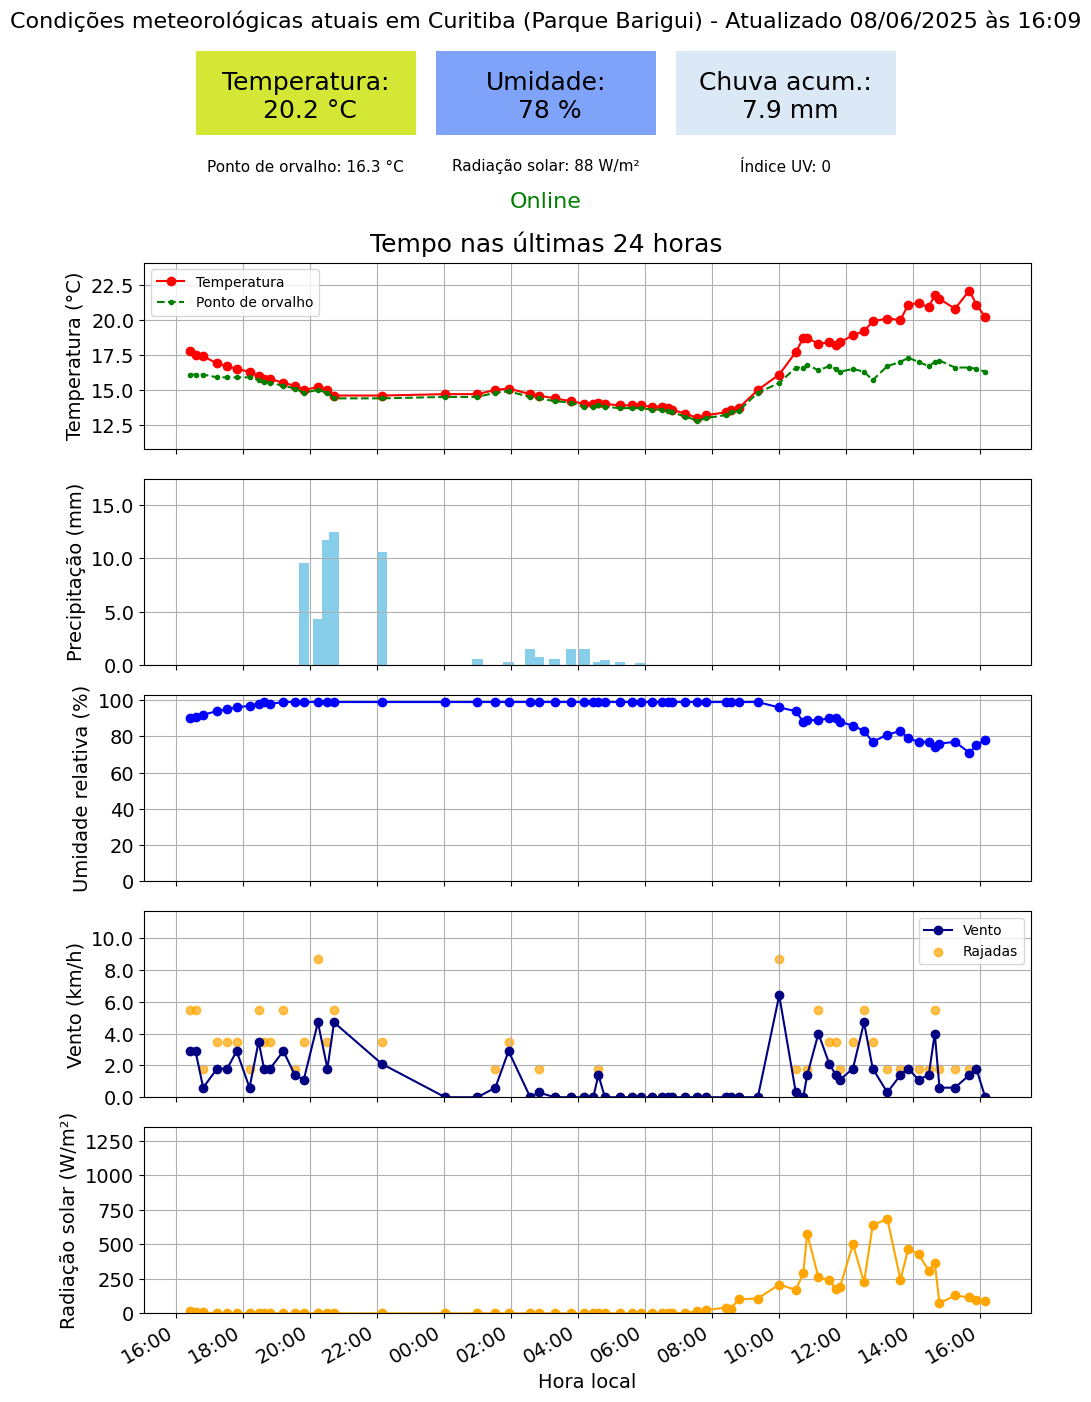 Condições meteorológicas atuais em Curitiba (Parque Barigui) - Atualizado 08/06/2025 às 16:09
Temperatura:
20.2 °C
Umidade:
78 %
Chuva acum.:
7.9 mm
Ponto de orvalho: 16.3 °C
Radiação solar: 88 W/m²
Índice UV: 0
Online
Tempo nas últimas 24 horas
Temperatura (°C)
22.5
20.0
17.5
15.0
12.5
Temperatura
Ponto de orvalho
Precipitação (mm)
15.0
10.0
5.0
0.0
Umidade relativa (%)
100
80
60
40
20
0
Vento (km/h)
10.0
8.0
6.0
4.0
2.0
0.0
Vento
Rajadas
Radiação solar (W/m²)
1250
1000
750
500
250
0
16:00
18:00
20:00
22:00
00:00
02:00
04:00
06:00
08:00
10:00
12:00
14:00
16:00
Hora local